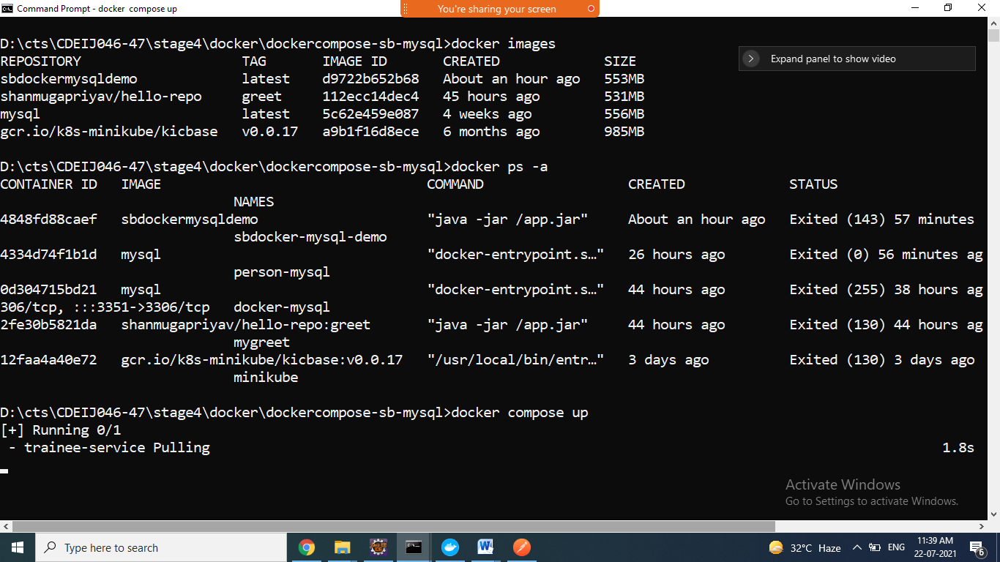 Command Prompt - docker  compose up
You're sharing your screen
Expand panel to show video
D:\cts\CDEIJ046-47\stage4\docker\dockercompose-sb-mysql>docker images
REPOSITORY TAG IMAGE ID CREATED SIZE
sbdockermysqldemo latest d9722b652b68 About an hour ago 553MB
shanmugapriyav/hello-repo greet 112ecc14dec4 45 hours ago 531MB
mysql latest 5c62e459e087 4 weeks ago 556MB
gcr.io/k8s-minikube/kicbase v0.0.17 a9b1f16d8ece 6 months ago 985MB
D:\cts\CDEIJ046-47\stage4\docker\dockercompose-sb-mysql>docker ps -a
CONTAINER ID IMAGE COMMAND CREATED STATUS
NAMES
4848fd88caef sbdockermysqldemo "java -jar /app.jar" About an hour ago Exited (143) 57 minutes
sbdocker-mysql-demo
4334d74f1b1d mysql "docker-entrypoint.s…" 26 hours ago Exited (0) 56 minutes ag
person-mysql
0d304715bd21 mysql "docker-entrypoint.s…" 44 hours ago Exited (255) 38 hours ag
306/tcp, :::3351->3306/tcp docker-mysql
2fe30b5821da shanmugapriyav/hello-repo:greet "java -jar /app.jar" 44 hours ago Exited (130) 44 hours ag
mygreet
12faa4a40e72 gcr.io/k8s-minikube/kicbase:v0.0.17 "/usr/local/bin/entr…" 3 days ago Exited (130) 3 days ago
minikube
D:\cts\CDEIJ046-47\stage4\docker\dockercompose-sb-mysql>docker compose up
[+] Running 0/1
- trainee-service Pulling 1.8s
Activate Windows
Go to Settings to activate Windows.
Type here to search
32°C Haze
ENG
11:39 AM
22-07-2021
6